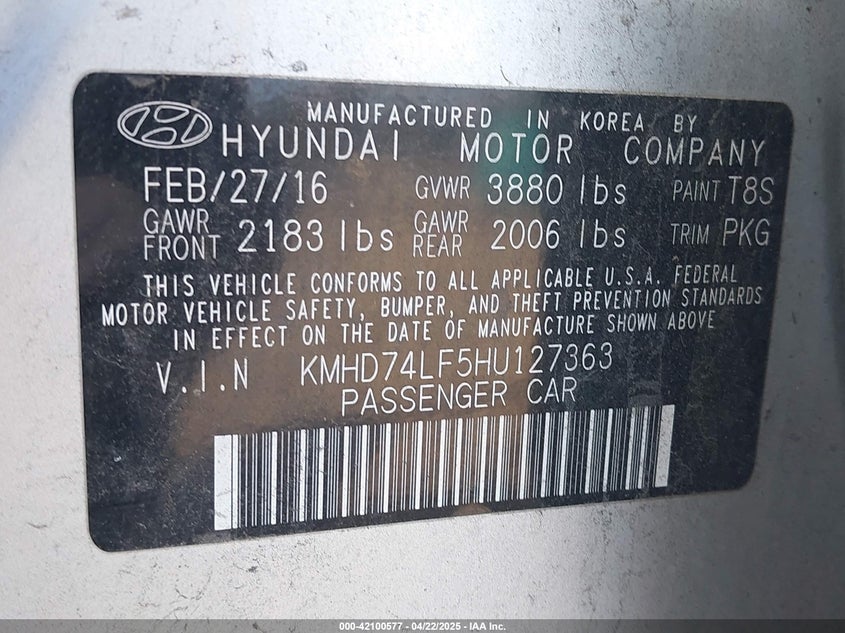 MANUFACTURED IN KOREA BY
HYUNDAI MOTOR COMPANY
FEB/27/16 GVWR 3880 lbs PAINT T8S
GAWR FRONT 2183 lbs GAWR REAR 2006 lbs TRIM PKG
THIS VEHICLE CONFORMS TO ALL APPLICABLE U.S.A. FEDERAL
MOTOR VEHICLE SAFETY, BUMPER, AND THEFT PREVENTION STANDARDS
IN EFFECT ON THE DATE OF MANUFACTURE SHOWN ABOVE
V.I.N KMHD74LF5HU127363
PASSENGER CAR
000-42100577 - 04/22/2025 - IAA Inc.